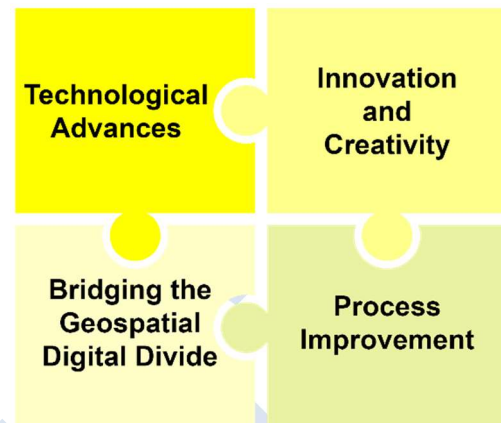 Technological
Advances
Innovation
and
Creativity
Bridging the
Geospatial
Digital Divide
Process
Improvement